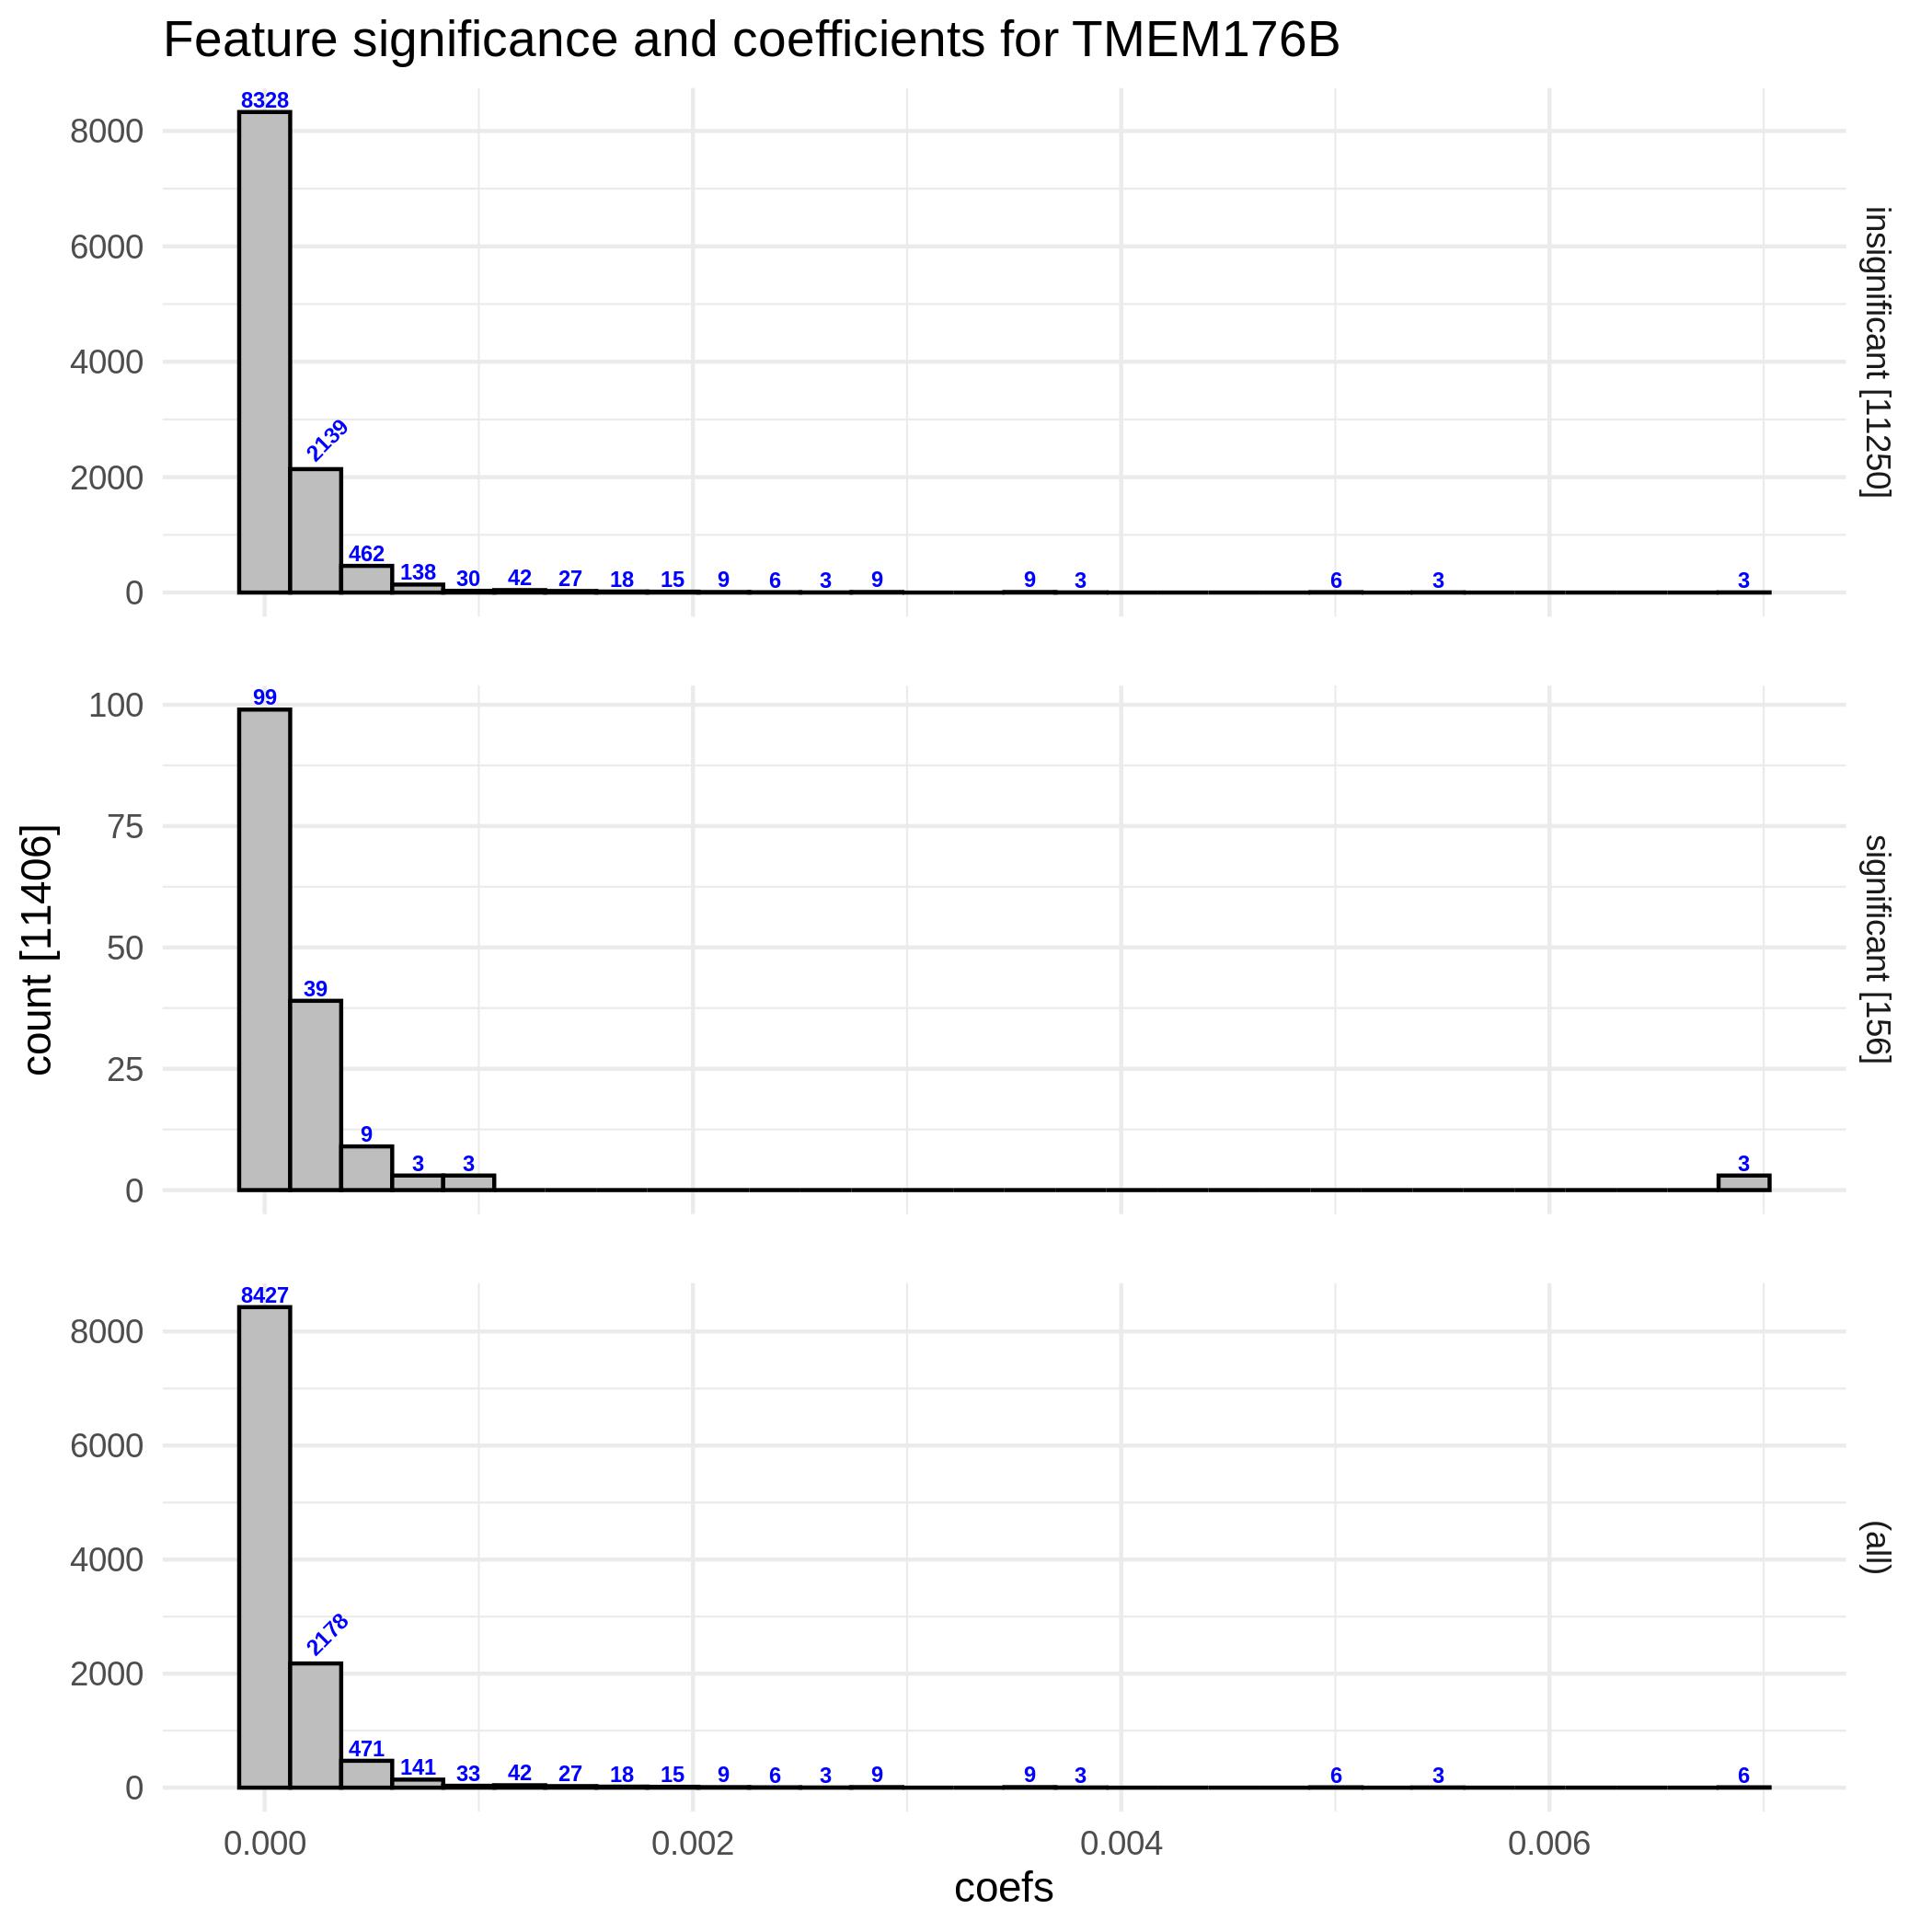 Feature significance and coefficients for TMEM176B
8328
8000
6000
4000
2139
2000
462
138 30 42 27 18 15 9 6 3 9 9 3 6 3 3
0
insignificant [11250]
99
100
75
50
39
25
9
3 3 3
0
significant [156]
count [11406]
8427
8000
6000
4000
2178
2000
471
141 33 42 27 18 15 9 6 3 9 9 3 6 3 6
0
(all)
0.000 0.002 0.004 0.006
coefs